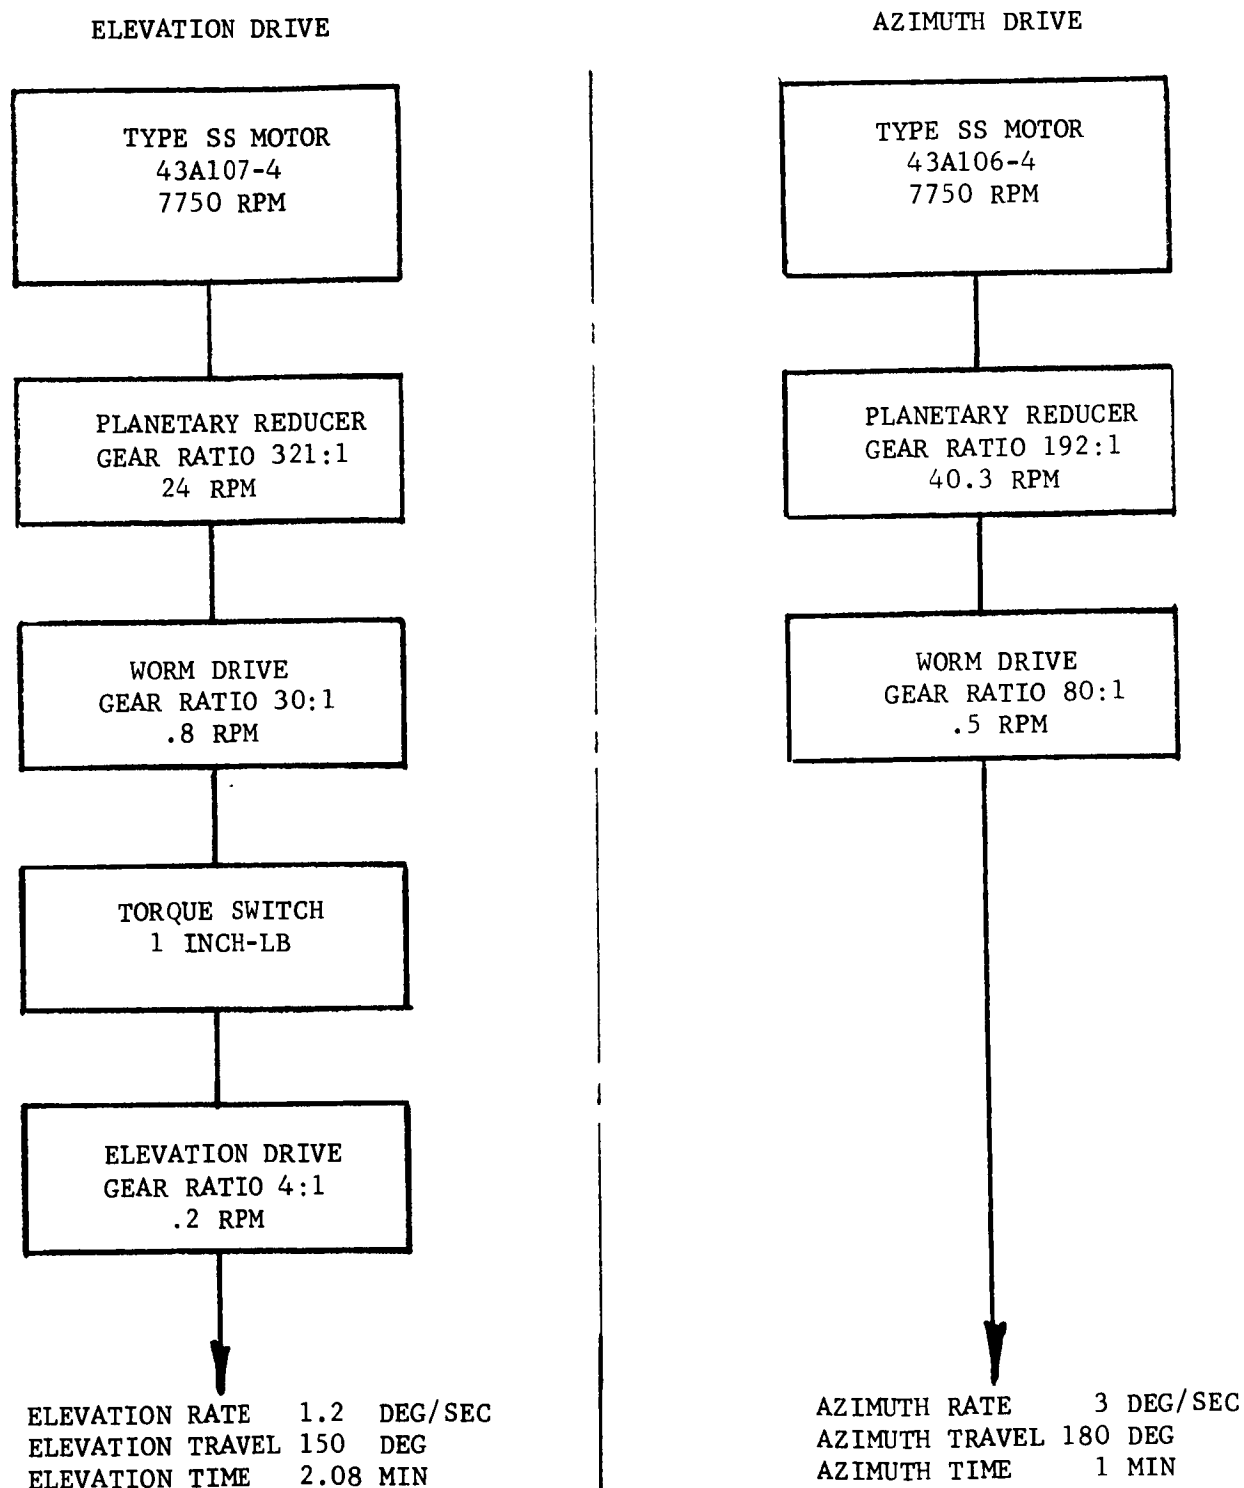 ELEVATION DRIVE
TYPE SS MOTOR
43A107-4
7750 RPM
PLANETARY REDUCER
GEAR RATIO 321:1
24 RPM
WORM DRIVE
GEAR RATIO 30:1
.8 RPM
TORQUE SWITCH
1 INCH-LB
ELEVATION DRIVE
GEAR RATIO 4:1
.2 RPM
ELEVATION RATE 1.2 DEG/SEC
ELEVATION TRAVEL 150 DEG
ELEVATION TIME 2.08 MIN
AZIMUTH DRIVE
TYPE SS MOTOR
43A106-4
7750 RPM
PLANETARY REDUCER
GEAR RATIO 192:1
40.3 RPM
WORM DRIVE
GEAR RATIO 80:1
.5 RPM
AZIMUTH RATE 3 DEG/SEC
AZIMUTH TRAVEL 180 DEG
AZIMUTH TIME 1 MIN